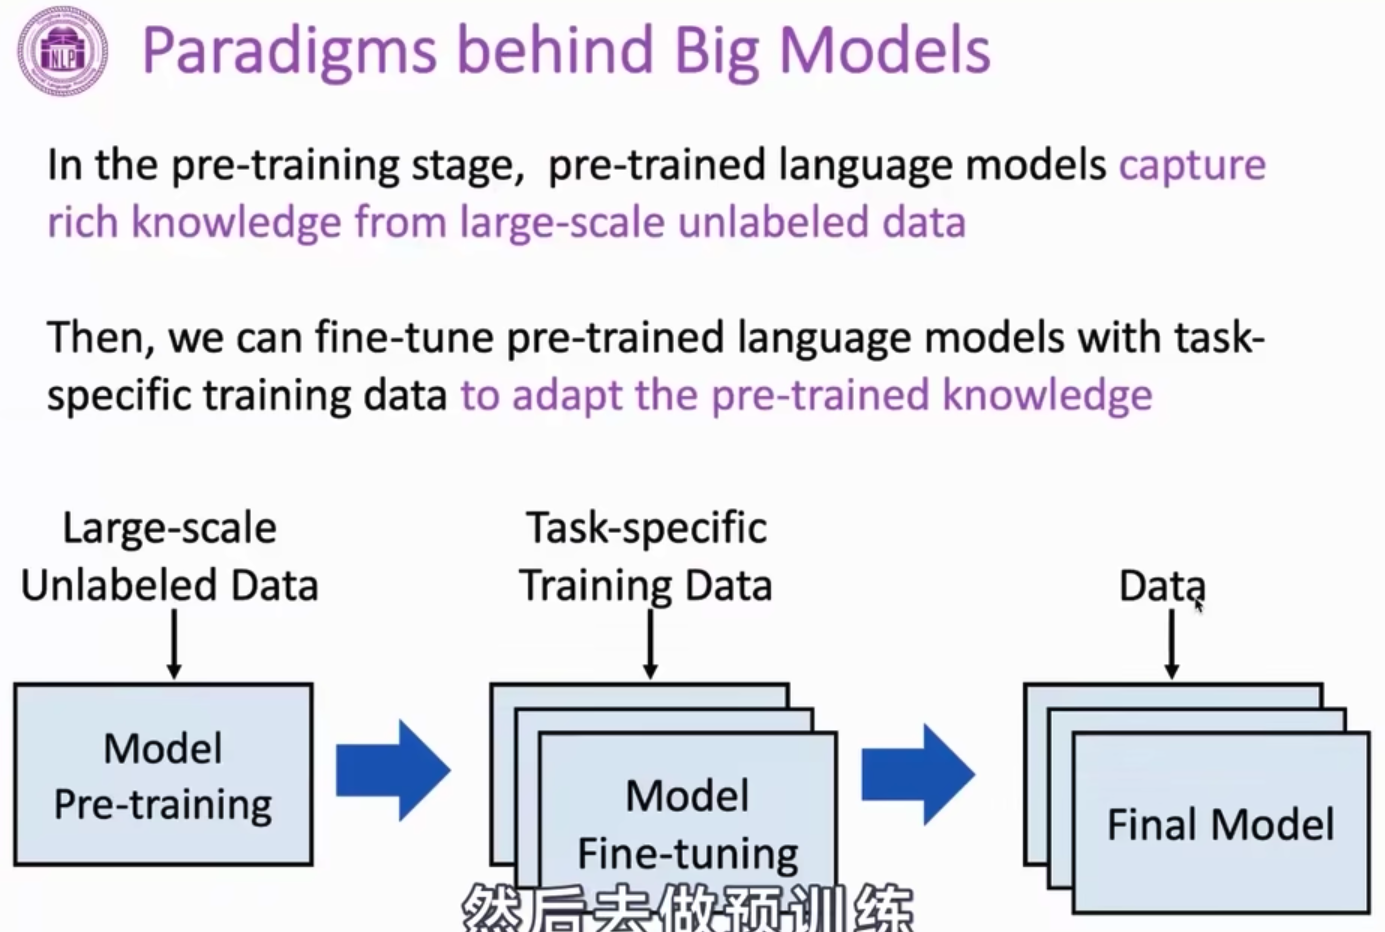 NLP
Paradigms behind Big Models
In the pre-training stage, pre-trained language models capture
rich knowledge from large-scale unlabeled data
Then, we can fine-tune pre-trained language models with task-
specific training data to adapt the pre-trained knowledge
Large-scale
Unlabeled Data
Task-specific
Training Data
Data
Model
Pre-training
Model
Fine-tuning
Final Model
然后去做预训练